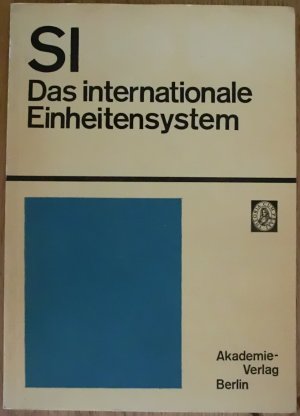 SI
Das internationale
Einheitensystem
Akademie-
Verlag
Berlin